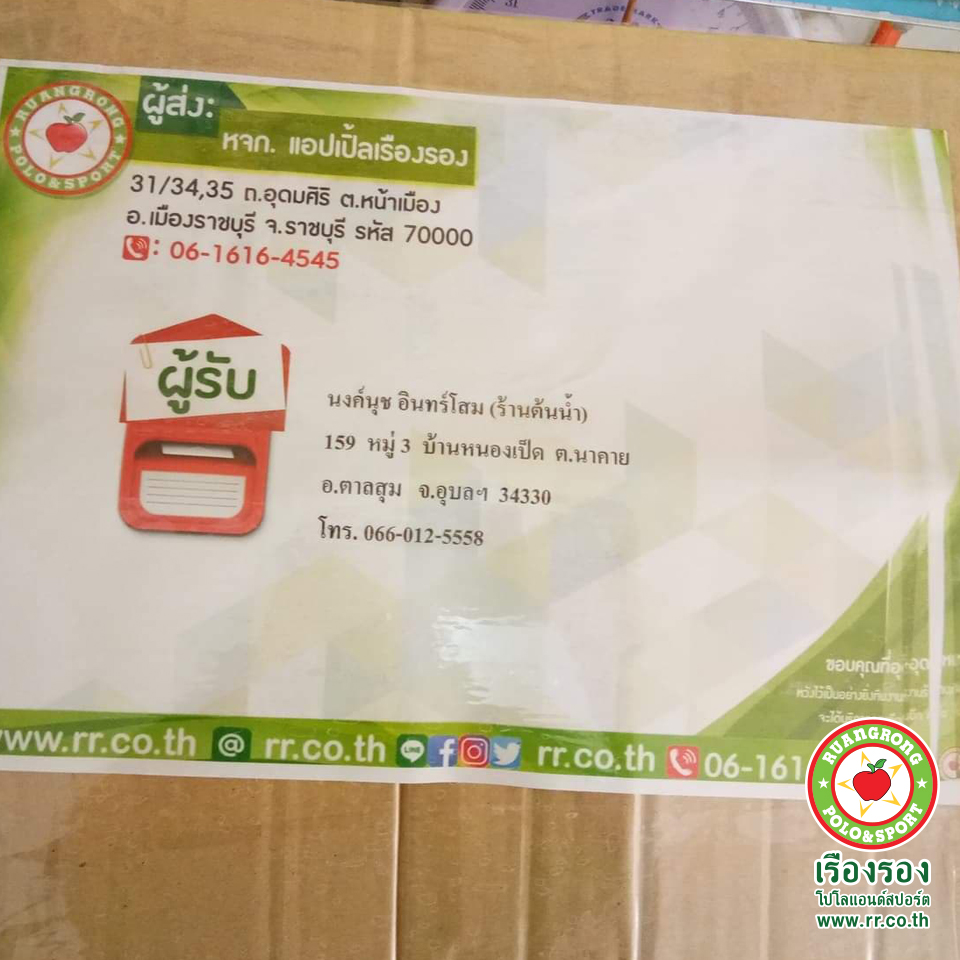 TRADE MARK
31
RUANGRONG
POLO & SPORT
ผู้ส่ง:
หจก. แอปเปิ้ลเรืองรอง
31/34,35 ถ.อุดมศิริ ต.หน้าเมือง
อ.เมืองราชบุรี จ.ราชบุรี รหัส 70000
: 06-1616-4545
ผู้รับ
นงค์นุช อินทร์โสม (ร้านต้นน้ำ)
159 หมู่ 3 บ้านหนองเป็ด ต.นาคาย
อ.ตาลสุม จ.อุบลฯ 34330
โทร. 066-012-5558
ขอบคุณที่
www.rr.co.th @ rr.co.th LINE rr.co.th 06-161
RUANGRONG
POLO&SPORT
เรืองรอง
โปโลแอนด์สปอร์ต
www.rr.co.th